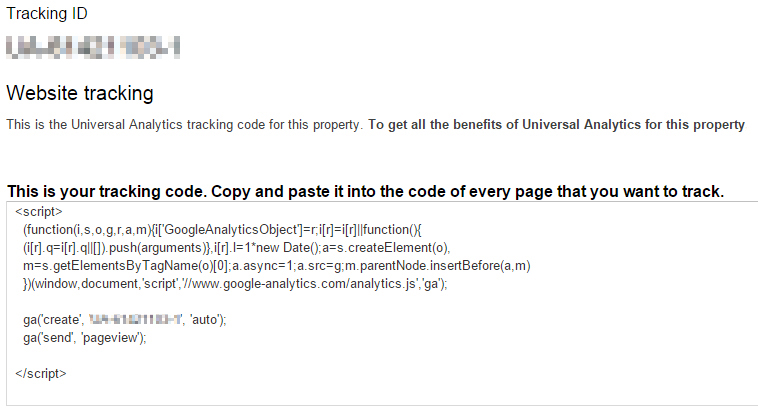 Tracking ID
Website tracking
This is the Universal Analytics tracking code for this property. To get all the benefits of Universal Analytics for this property
This is your tracking code. Copy and paste it into the code of every page that you want to track.
<script>
(function(i,s,o,g,r,a,m){i['GoogleAnalyticsObject']=r;i[r]=i[r]||function(){
(i[r].q=i[r].q||[]).push(arguments)},i[r].l=1*new Date();a=s.createElement(o),
m=s.getElementsByTagName(o)[0];a.async=1;a.src=g;m.parentNode.insertBefore(a,m)
})(window,document,'script','//www.google-analytics.com/analytics.js','ga');
ga('create', '', 'auto');
ga('send', 'pageview');
</script>